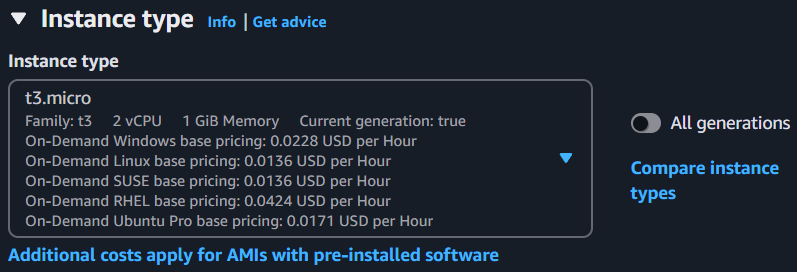 Instance type Info | Get advice
Instance type
t3.micro
Family: t3 2 vCPU 1 GiB Memory Current generation: true
On-Demand Windows base pricing: 0.0228 USD per Hour
On-Demand Linux base pricing: 0.0136 USD per Hour
On-Demand SUSE base pricing: 0.0136 USD per Hour
On-Demand RHEL base pricing: 0.0424 USD per Hour
On-Demand Ubuntu Pro base pricing: 0.0171 USD per Hour
All generations
Compare instance
types
Additional costs apply for AMIs with pre-installed software